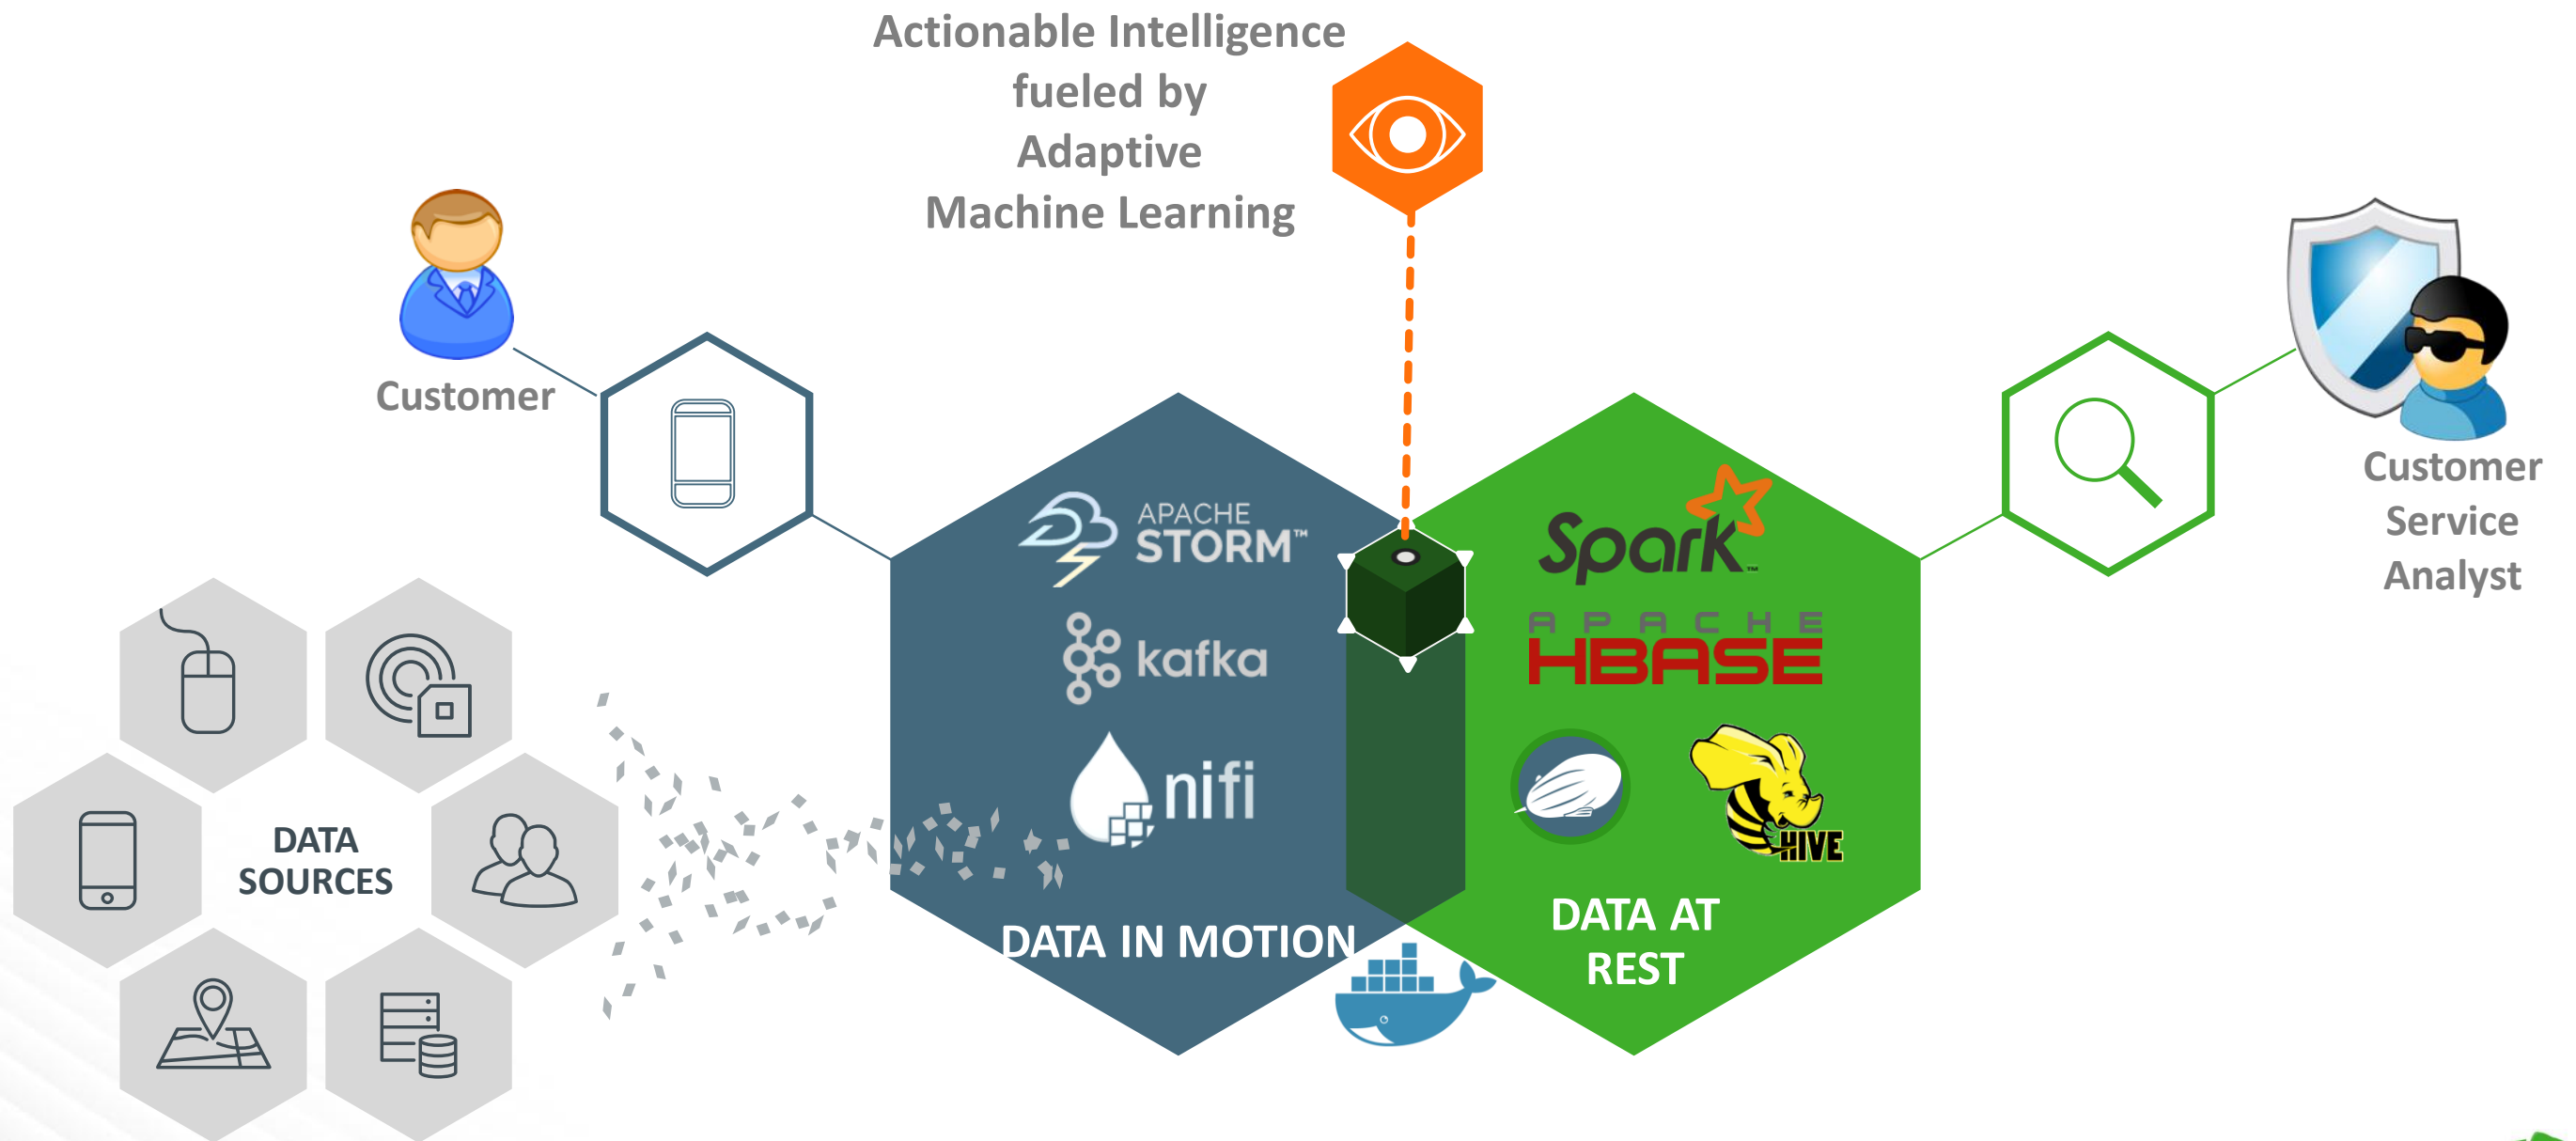 Actionable Intelligence
fueled by
Adaptive
Machine Learning
Customer
Customer
Service
Analyst
APACHE
STORM™
kafka
nifi
DATA IN MOTION
Spark™
APACHE
HBASE
HIVE
DATA AT
REST
DATA
SOURCES